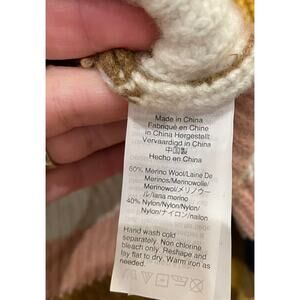 Made in China
Fabriqué en Chine
in China Hergestellt
Vervaardigd in China
中国製
Hecho en China
60% Merino Wool/Laine De
Merinos/Merinowolle/
Merinowol/メリノウー
ル/lana merino
40% Nylon/Nylon/Nylon/
Nylon/ナイロン/nailon
Hand wash cold
separately. Non chlorine
bleach only. Reshape and
lay flat to dry. Warm iron as
needed.